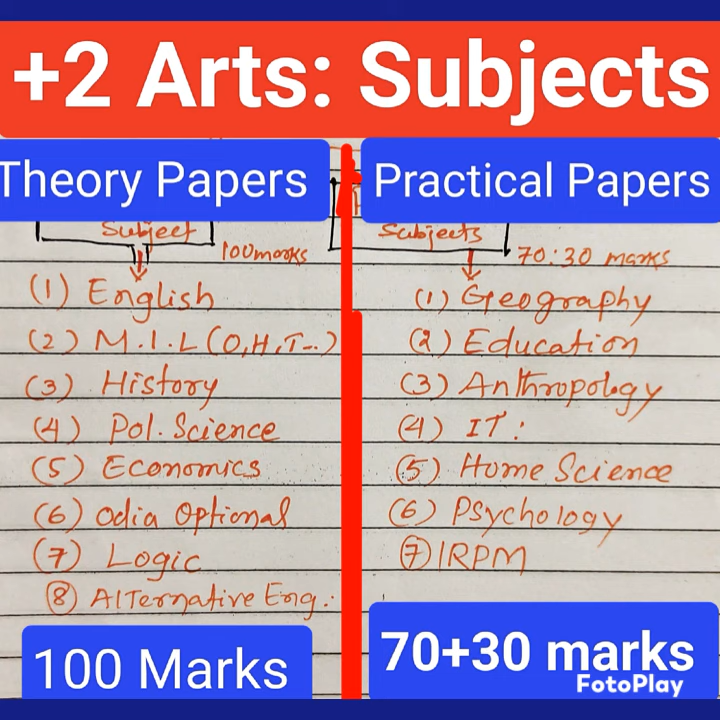 +2 Arts: Subjects
Theory Papers
Subject
100 marks
(1) English
(2) M.I.L (O,H,T-..)
(3) History
(4) Pol. Science
(5) Economics
(6) Odia Optional
(7) Logic
(8) Alternative Eng.:
100 Marks
Practical Papers
Subjects
70:30 marks
(1) Geography
(2) Education
(3) Anthropology
(4) IT:
(5) Home Science
(6) Psychology
(7) IRPM
70+30 marks
FotoPlay